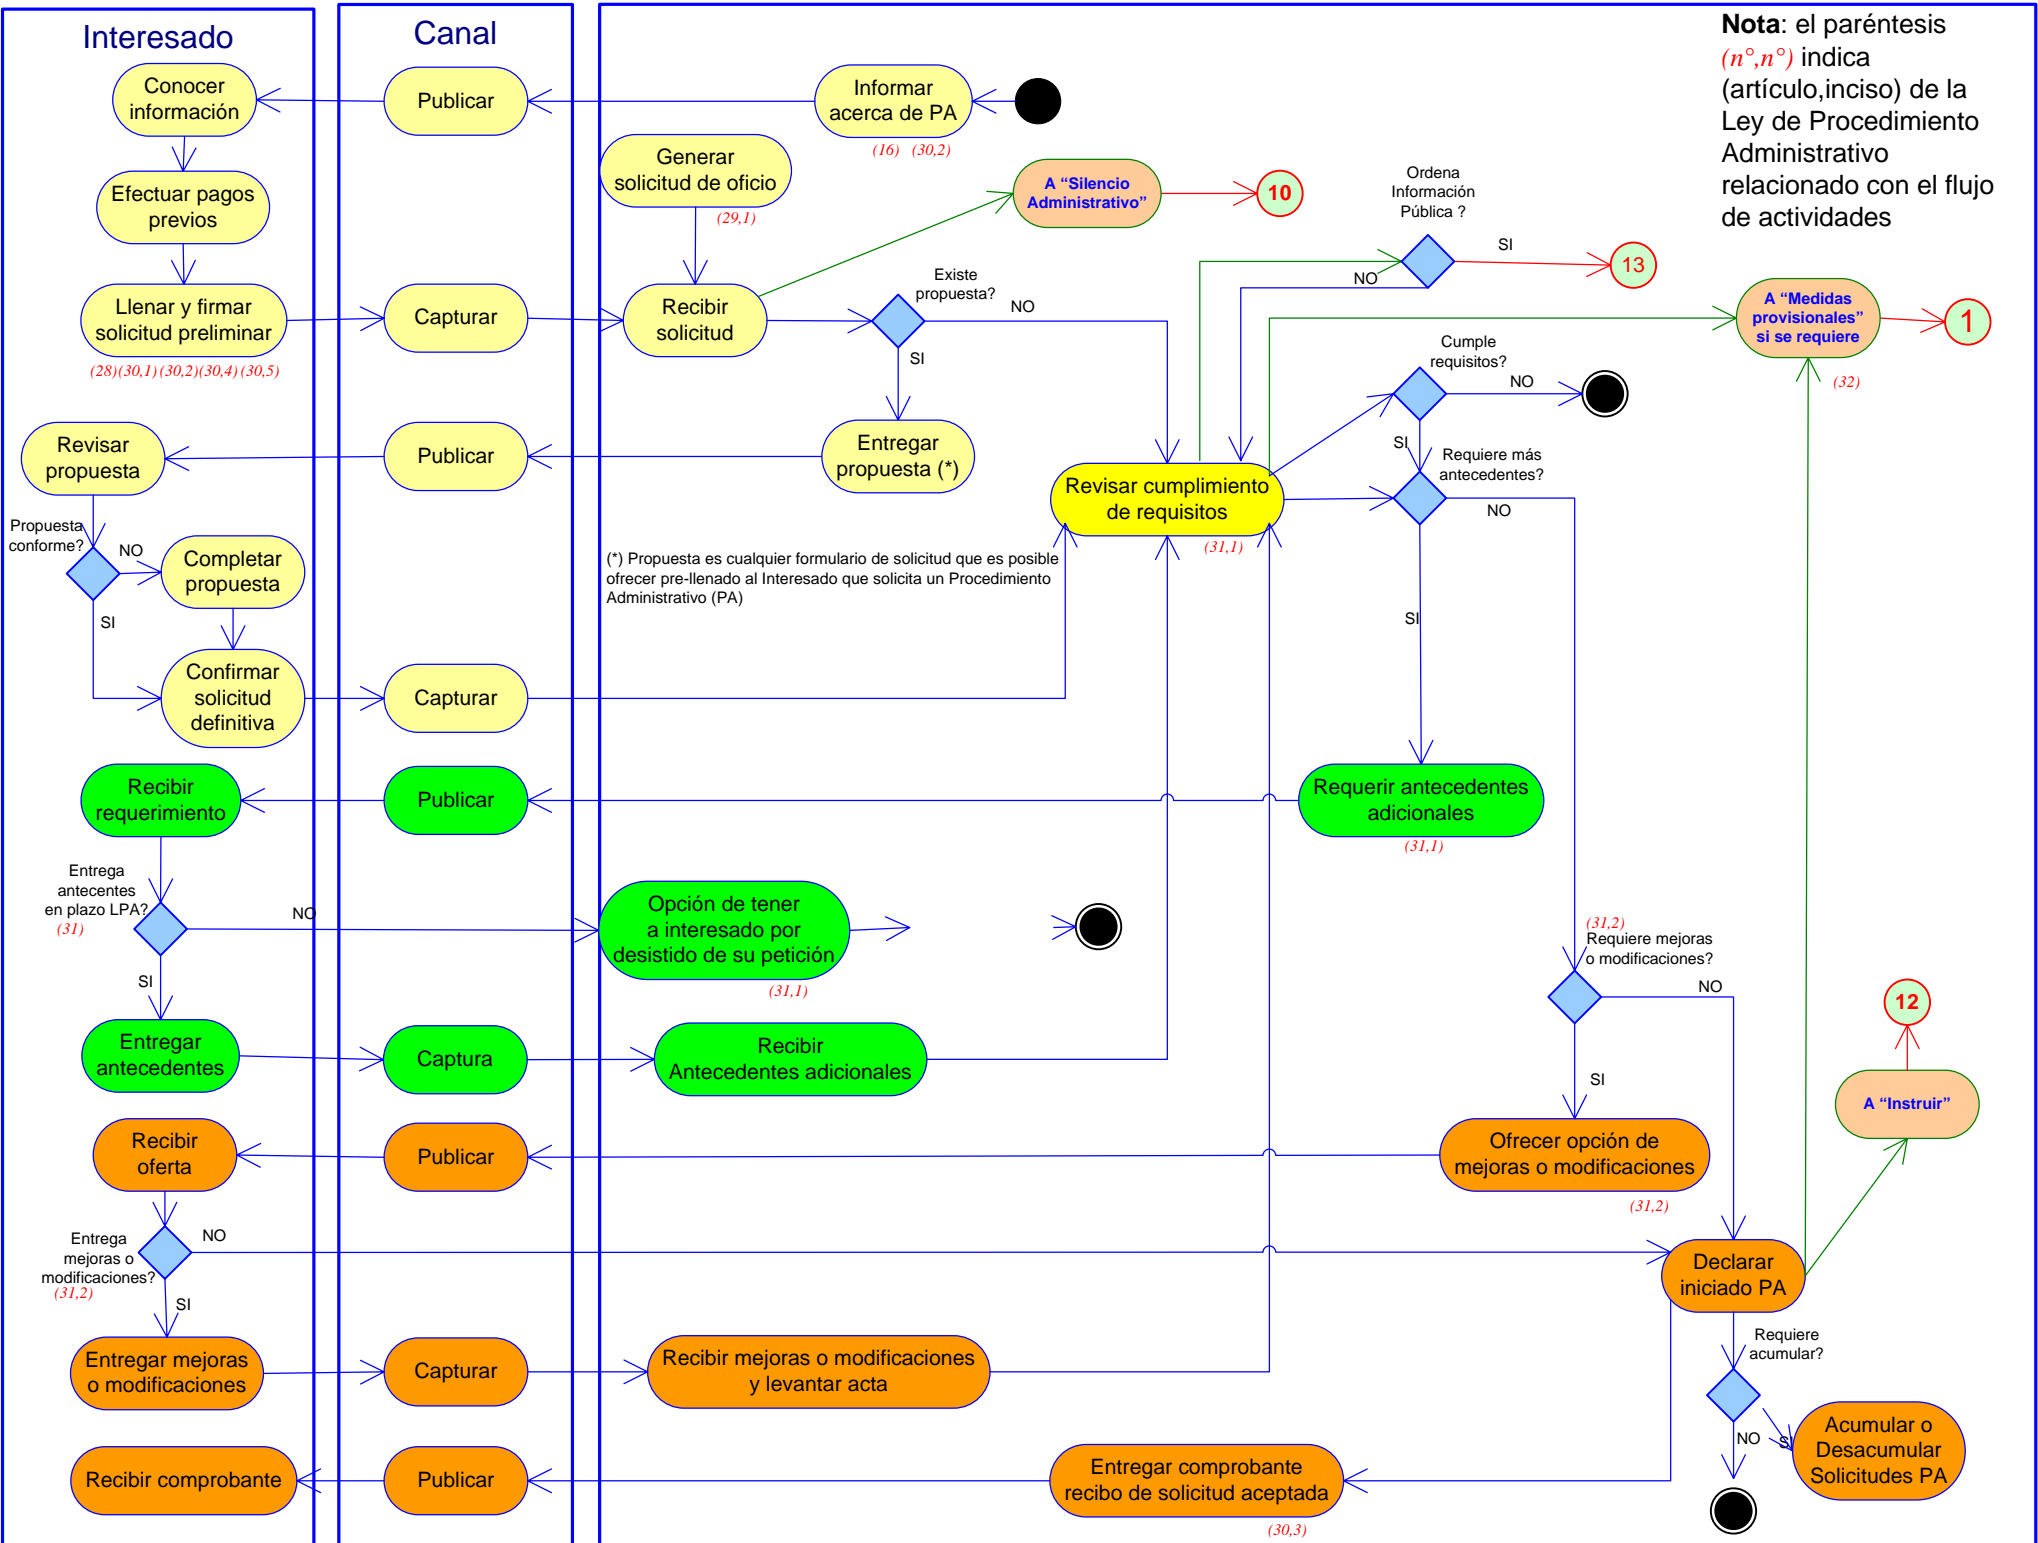 Interesado
Canal
Nota: el paréntesis
(n°,n°) indica
(artículo,inciso) de la
Ley de Procedimiento
Administrativo
relacionado con el flujo
de actividades
Conocer
información
Publicar
Informar
acerca de PA
(16) (30,2)
Generar
solicitud de oficio
(29,1)
A “Silencio
Administrativo”
10
Ordena
Información
Pública ?
SI
NO
13
Efectuar pagos
previos
Llenar y firmar
solicitud preliminar
(28)(30,1)(30,2)(30,4)(30,5)
Capturar
Recibir
solicitud
Existe
propuesta?
NO
SI
A “Medidas
provisionales”
si se requiere
1
(32)
Cumple
requisitos?
NO
SI
Revisar
propuesta
Publicar
Entregar
propuesta (*)
Revisar cumplimiento
de requisitos
(31,1)
Requiere más
antecedentes?
NO
SI
Propuesta
conforme?
NO
SI
Completar
propuesta
(*) Propuesta es cualquier formulario de solicitud que es posible
ofrecer pre-llenado al Interesado que solicita un Procedimiento
Administrativo (PA)
Confirmar
solicitud
definitiva
Capturar
Recibir
requerimiento
Publicar
Requerir antecedentes
adicionales
(31,1)
Entrega
antecentes
en plazo LPA?
(31)
NO
SI
Opción de tener
a interesado por
desistido de su petición
(31,1)
(31,2)
Requiere mejoras
o modificaciones?
NO
SI
12
Entregar
antecedentes
Captura
Recibir
Antecedentes adicionales
A “Instruir”
Recibir
oferta
Publicar
Ofrecer opción de
mejoras o modificaciones
(31,2)
Entrega
mejoras o
modificaciones?
(31,2)
NO
SI
Declarar
iniciado PA
Requiere
acumular?
Entregar mejoras
o modificaciones
Capturar
Recibir mejoras o modificaciones
y levantar acta
NO
SI
Acumular o
Desacumular
Solicitudes PA
Recibir comprobante
Publicar
Entregar comprobante
recibo de solicitud aceptada
(30,3)